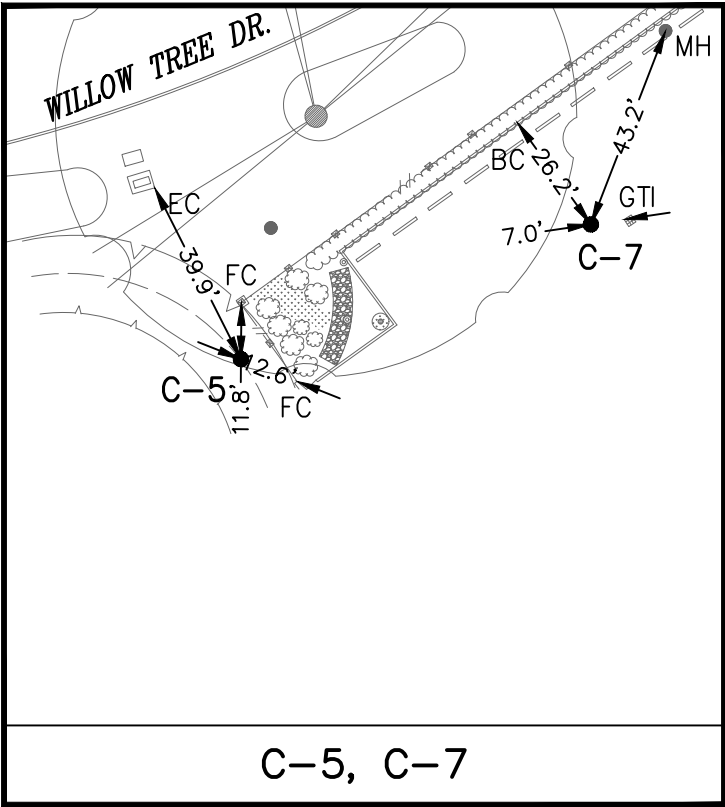 WILLOW TREE DR.
MH
43.2'
BC
26.2'
GTI
EC
7.0'
C-7
39.9'
FC
12.6'
C-5
11.8'
FC
C-5, C-7